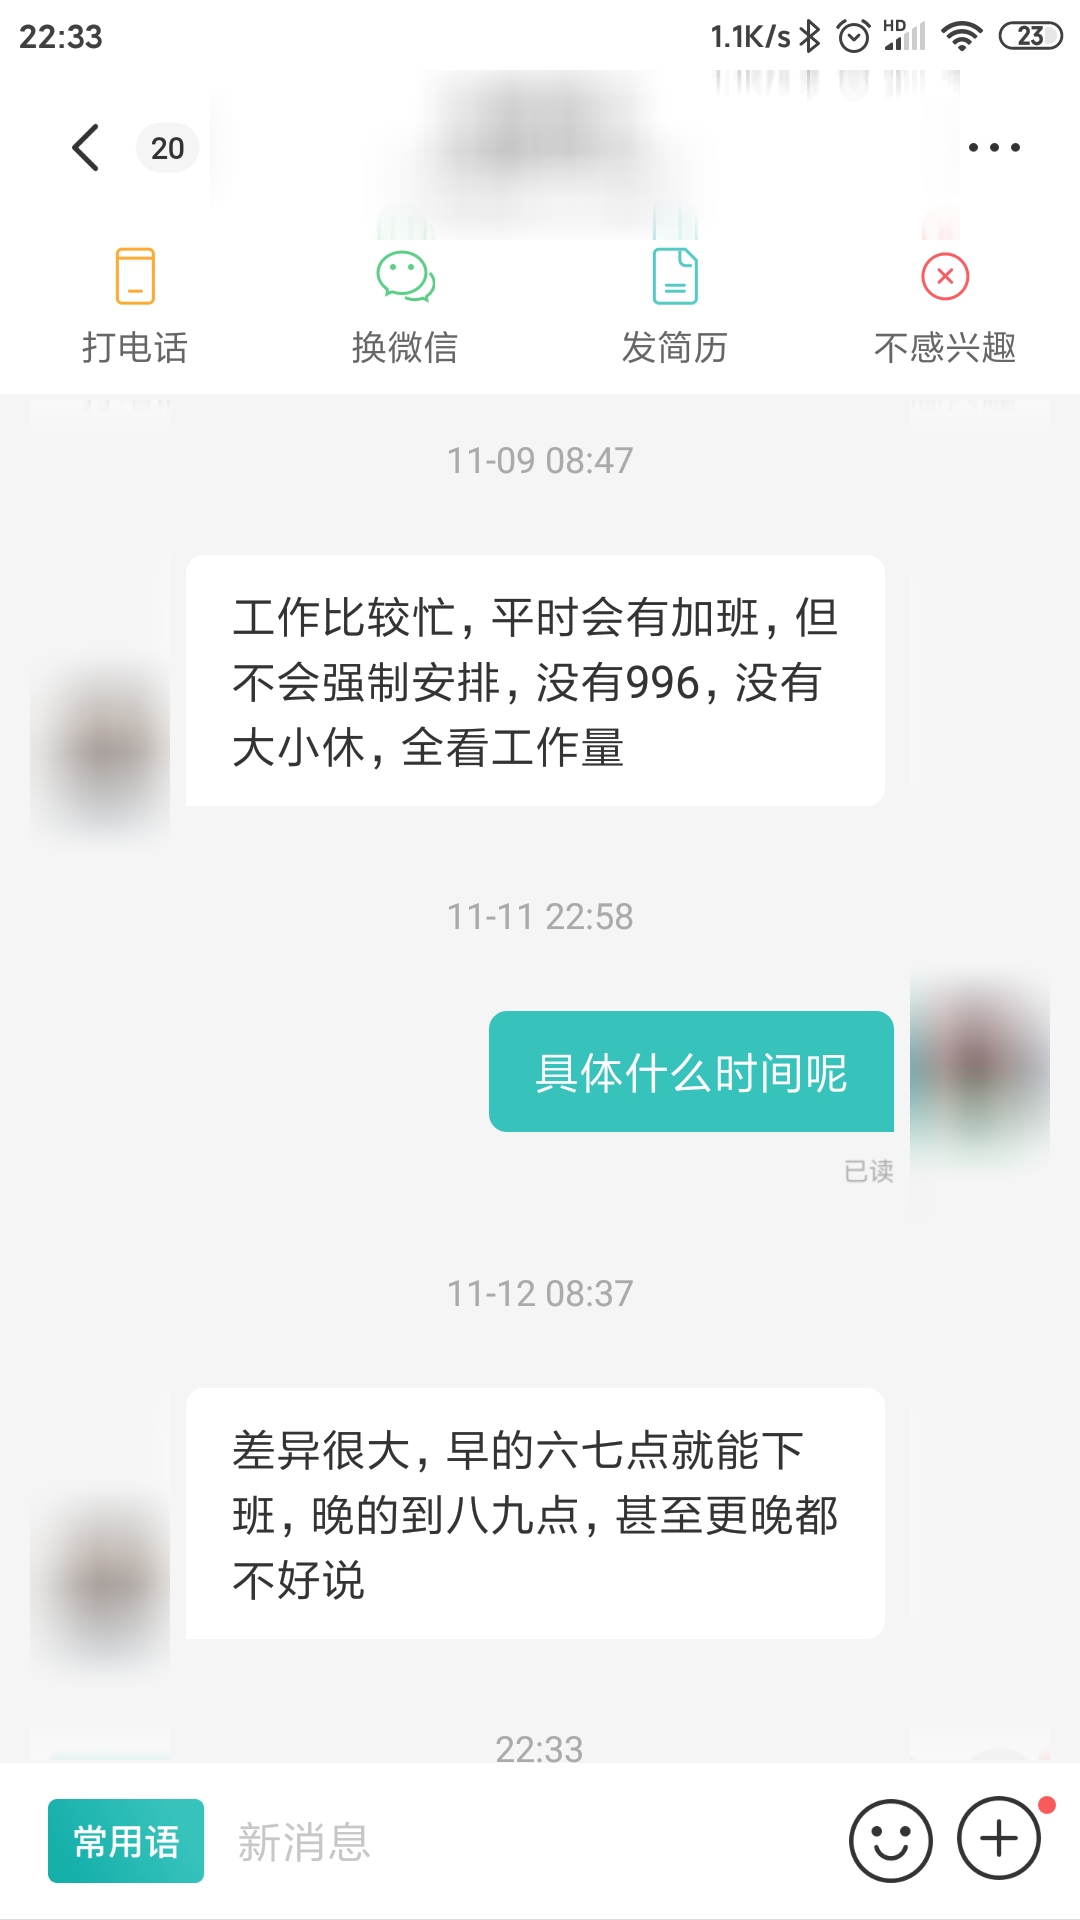 22:33
1.1K/s HD 23
20
打电话
换微信
发简历
不感兴趣
11-09 08:47
工作比较忙，平时会有加班，但
不会强制安排，没有996，没有
大小休，全看工作量
11-11 22:58
具体什么时间呢
已读
11-12 08:37
差异很大，早的六七点就能下
班，晚的到八九点，甚至更晚都
不好说
22:33
常用语
新消息